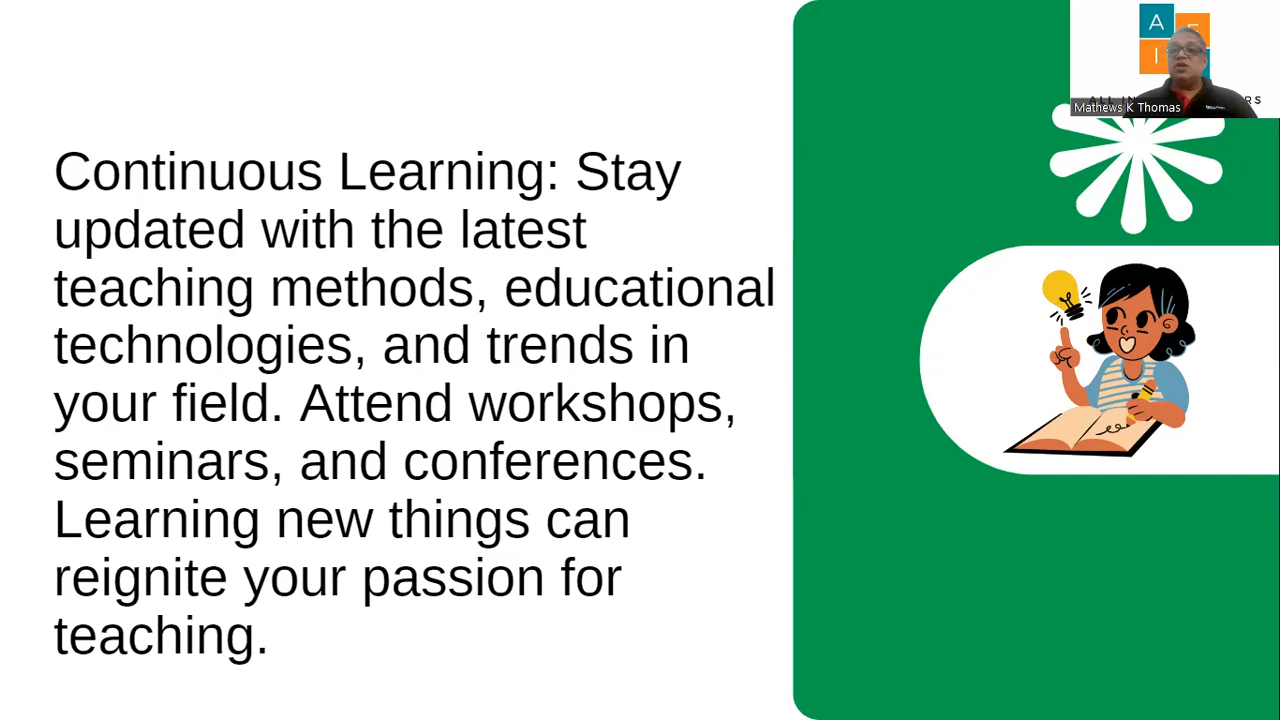 Continuous Learning: Stay
updated with the latest
teaching methods, educational
technologies, and trends in
your field. Attend workshops,
seminars, and conferences.
Learning new things can
reignite your passion for
teaching.
A
I
Mathews K Thomas